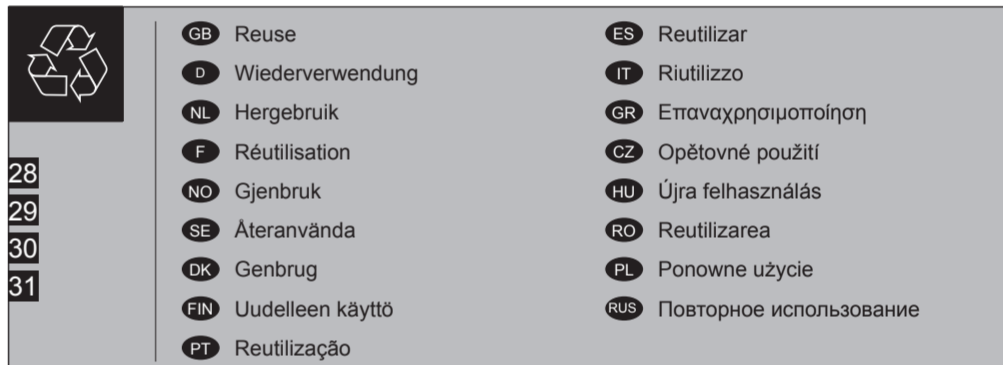 28
29
30
31
GB Reuse
D Wiederverwendung
NL Hergebruik
F Réutilisation
NO Gjenbruk
SE Återanvända
DK Genbrug
FIN Uudelleen käyttö
PT Reutilização
ES Reutilizar
IT Riutilizzo
GR Επαναχρησιμοποίηση
CZ Opětovné použití
HU Újra felhasználás
RO Reutilizarea
PL Ponowne użycie
RUS Повторное использование